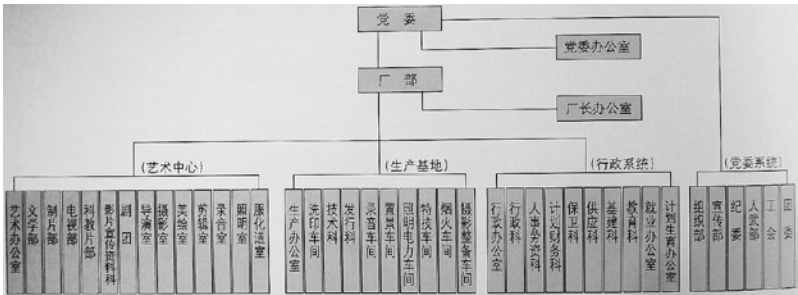 党 委
党委办公室
厂 部
厂长办公室
(艺术中心)
(生产基地)
(行政系统)
(党委系统)
艺术办公室
文学部
制片部
电视部
科教片部
影片宣传资料科
剧团
导演室
摄影室
美绘室
剪辑室
录音室
照明室
服化道室
生产办公室
洗印车间
技术科
发行科
录音车间
置景车间
照明电力车间
特技车间
烟火车间
摄影整备车间
行政办公室
行政科
人事劳资科
计划财务科
保卫科
供应科
基建科
教育科
就业办公室
计划生育办公室
组织部
宣传部
纪委
人武部
工会
团委